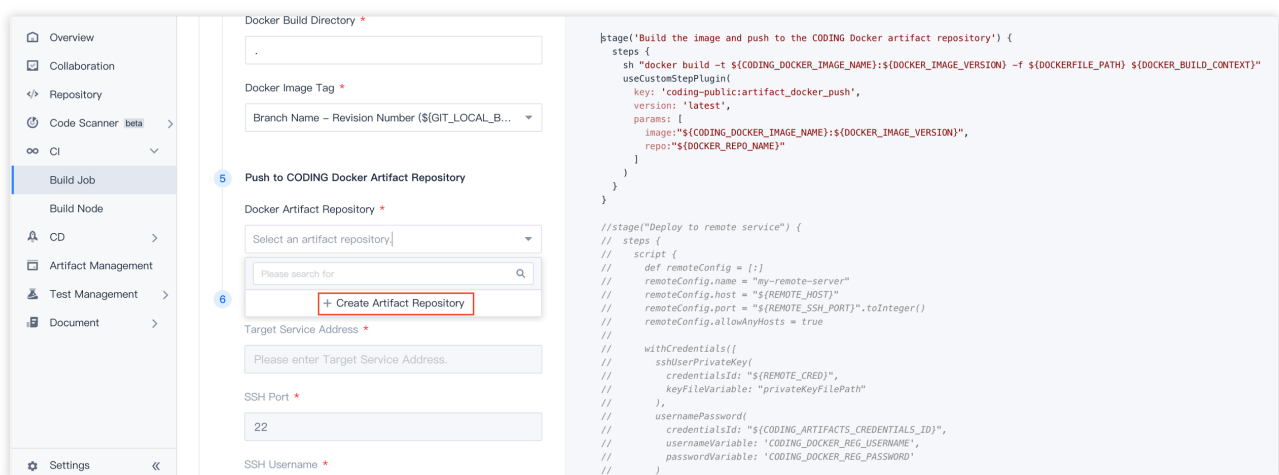 Overview
Collaboration
Repository
Code Scanner beta
CI
Build Job
Build Node
CD
Artifact Management
Test Management
Document
Settings
Docker Build Directory *
.
Docker Image Tag *
Branch Name – Revision Number (${GIT_LOCAL_B...
5 Push to CODING Docker Artifact Repository
Docker Artifact Repository *
Select an artifact repository.
Please search for
+ Create Artifact Repository
6
Target Service Address *
Please enter Target Service Address.
SSH Port *
22
SSH Username *
stage('Build the image and push to the CODING Docker artifact repository') {
steps {
sh "docker build -t ${CODING_DOCKER_IMAGE_NAME}:${DOCKER_IMAGE_VERSION} -f ${DOCKERFILE_PATH} ${DOCKER_BUILD_CONTEXT}"
useCustomStepPlugin(
key: 'coding-public:artifact_docker_push',
version: 'latest',
params: [
image:"${CODING_DOCKER_IMAGE_NAME}:${DOCKER_IMAGE_VERSION}",
repo:"${DOCKER_REPO_NAME}"
]
)
}
}
//stage("Deploy to remote service") {
// steps {
// script {
// def remoteConfig = [:]
// remoteConfig.name = "my-remote-server"
// remoteConfig.host = "${REMOTE_HOST}"
// remoteConfig.port = "${REMOTE_SSH_PORT}".toInteger()
// remoteConfig.allowAnyHosts = true
//
// withCredentials([
// sshUserPrivateKey(
// credentialsId: "${REMOTE_CRED}",
// keyFileVariable: "privateKeyFilePath"
// ),
// usernamePassword(
// credentialsId: "${CODING_ARTIFACTS_CREDENTIALS_ID}",
// usernameVariable: 'CODING_DOCKER_REG_USERNAME',
// passwordVariable: 'CODING_DOCKER_REG_PASSWORD'
// )